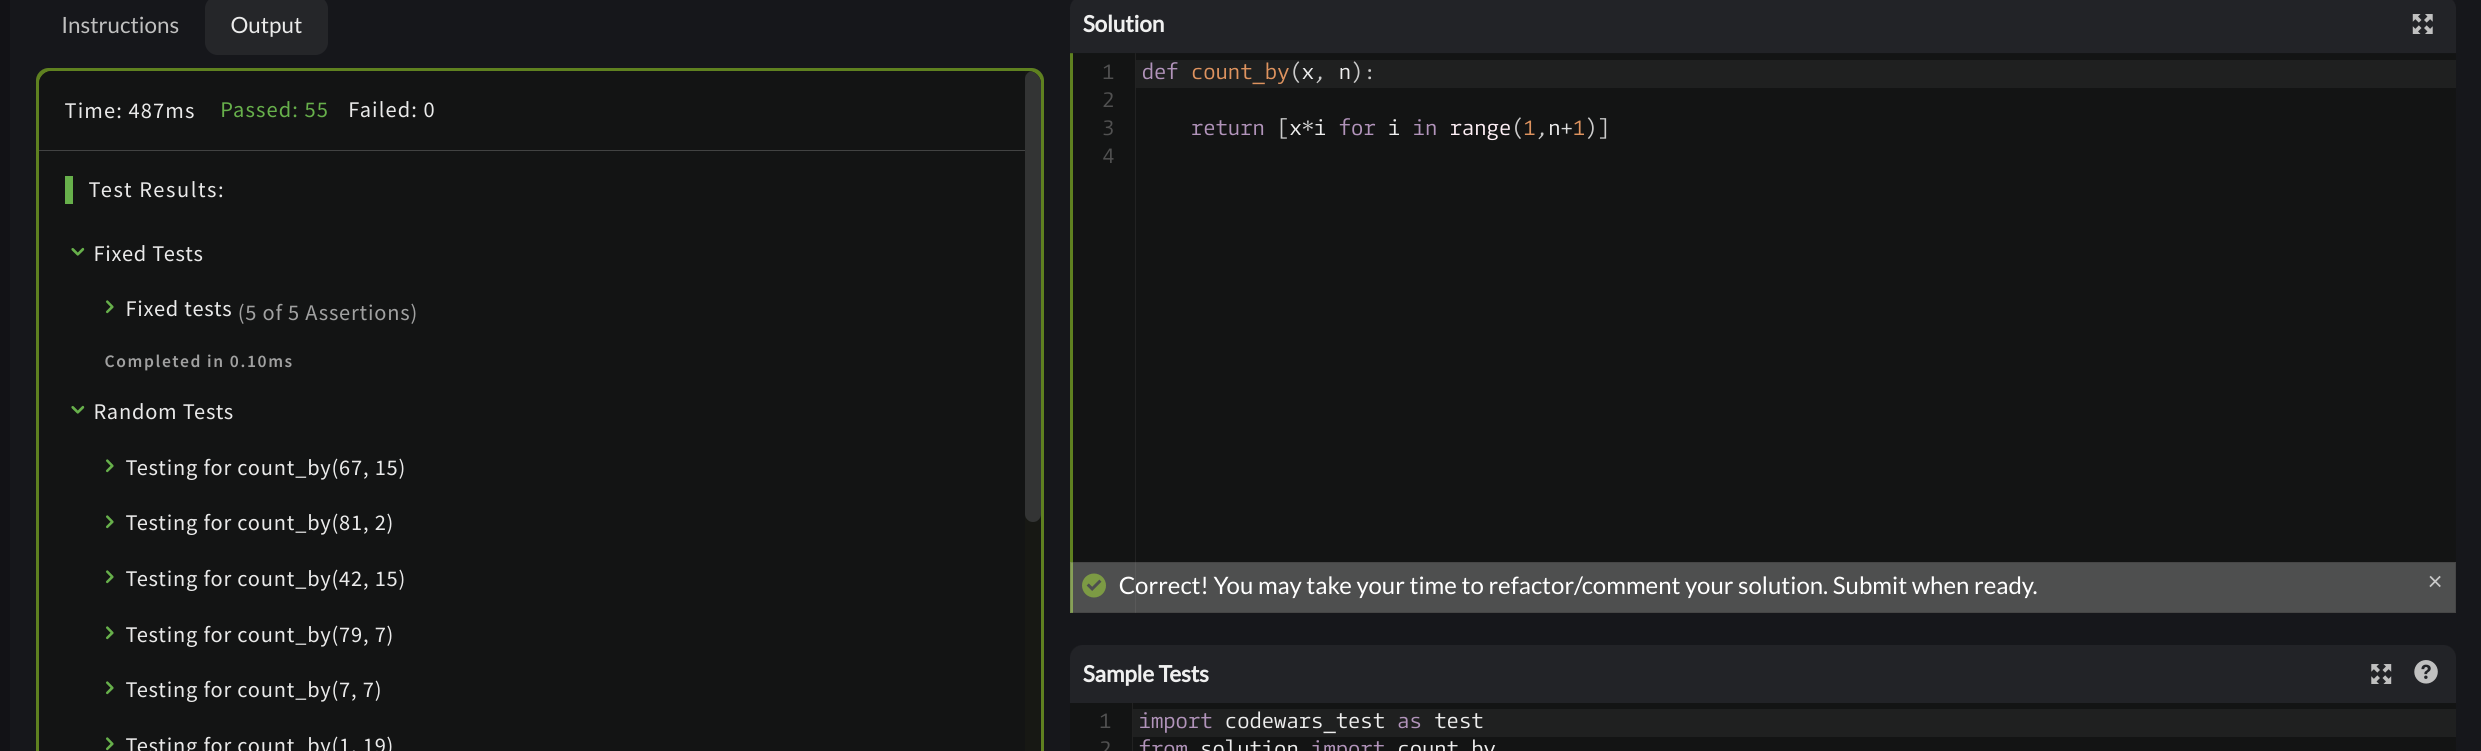 Instructions
Output
Time: 487ms Passed: 55 Failed: 0
Test Results:
Fixed Tests
Fixed tests (5 of 5 Assertions)
Completed in 0.10ms
Random Tests
Testing for count_by(67, 15)
Testing for count_by(81, 2)
Testing for count_by(42, 15)
Testing for count_by(79, 7)
Testing for count_by(7, 7)
Testing for count_by(1, 19)
Solution
1 def count_by(x, n):
2
3 return [x*i for i in range(1,n+1)]
4
Correct! You may take your time to refactor/comment your solution. Submit when ready.
Sample Tests
1 import codewars_test as test
2 from solution import count_by